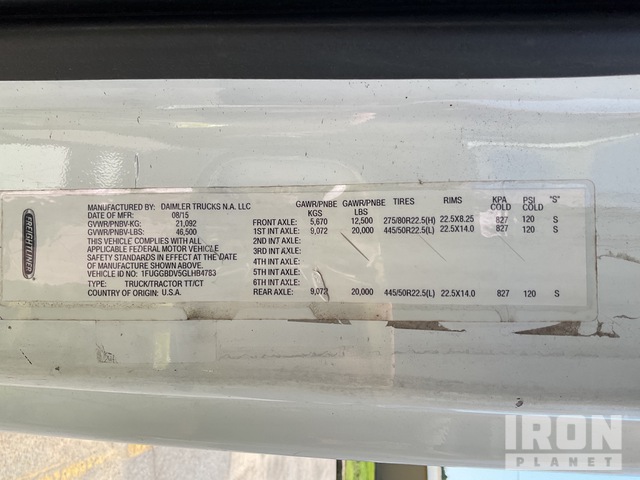 FREIGHTLINER
MANUFACTURED BY: DAIMLER TRUCKS N.A. LLC
DATE OF MFR: 08/15
GVWR/PNBV-KG: 21,092
GVWR/PNBV-LBS: 46,500
THIS VEHICLE COMPLIES WITH ALL
APPLICABLE FEDERAL MOTOR VEHICLE
SAFETY STANDARDS IN EFFECT ON THE DATE
OF MANUFACTURE SHOWN ABOVE.
VEHICLE ID NO.: 1FUGGBDV5GLHB4783
TYPE: TRUCK/TRACTOR TT/CT
COUNTRY OF ORIGIN: U.S.A.
GAWR/PNBE GAWR/PNBE TIRES RIMS KPA PSI "S"
KGS LBS COLD COLD
FRONT AXLE: 5,670 12,500 275/80R22.5(H) 22.5X8.25 827 120 S
1ST INT AXLE: 9,072 20,000 445/50R22.5(L) 22.5X14.0 827 120 S
2ND INT AXLE:
3RD INT AXLE:
4TH INT AXLE:
5TH INT AXLE:
6TH INT AXLE:
REAR AXLE: 9,072 20,000 445/50R22.5(L) 22.5X14.0 827 120 S
IRON
PLANET